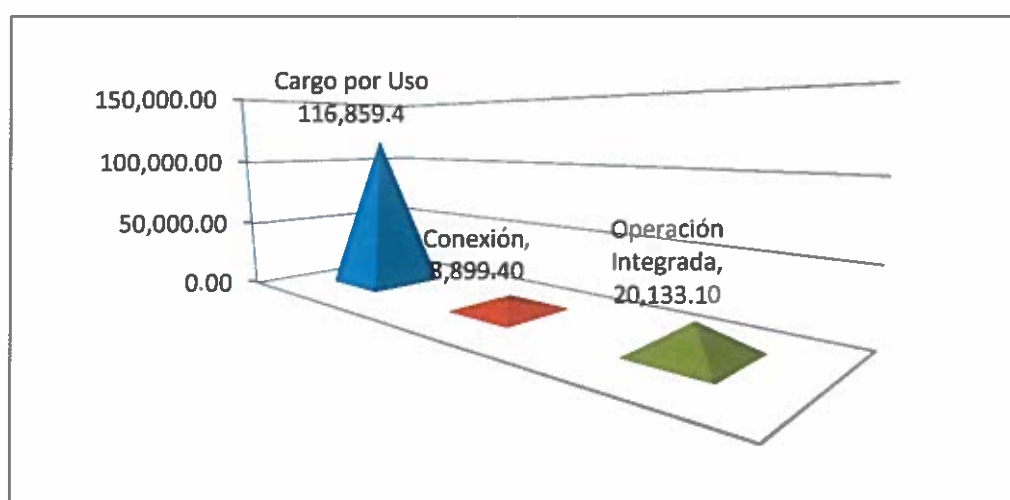 150,000.00
100,000.00
50,000.00
0.00
Cargo por Uso
116,859.4
Conexión,
Operación
Integrada,
20,133.10